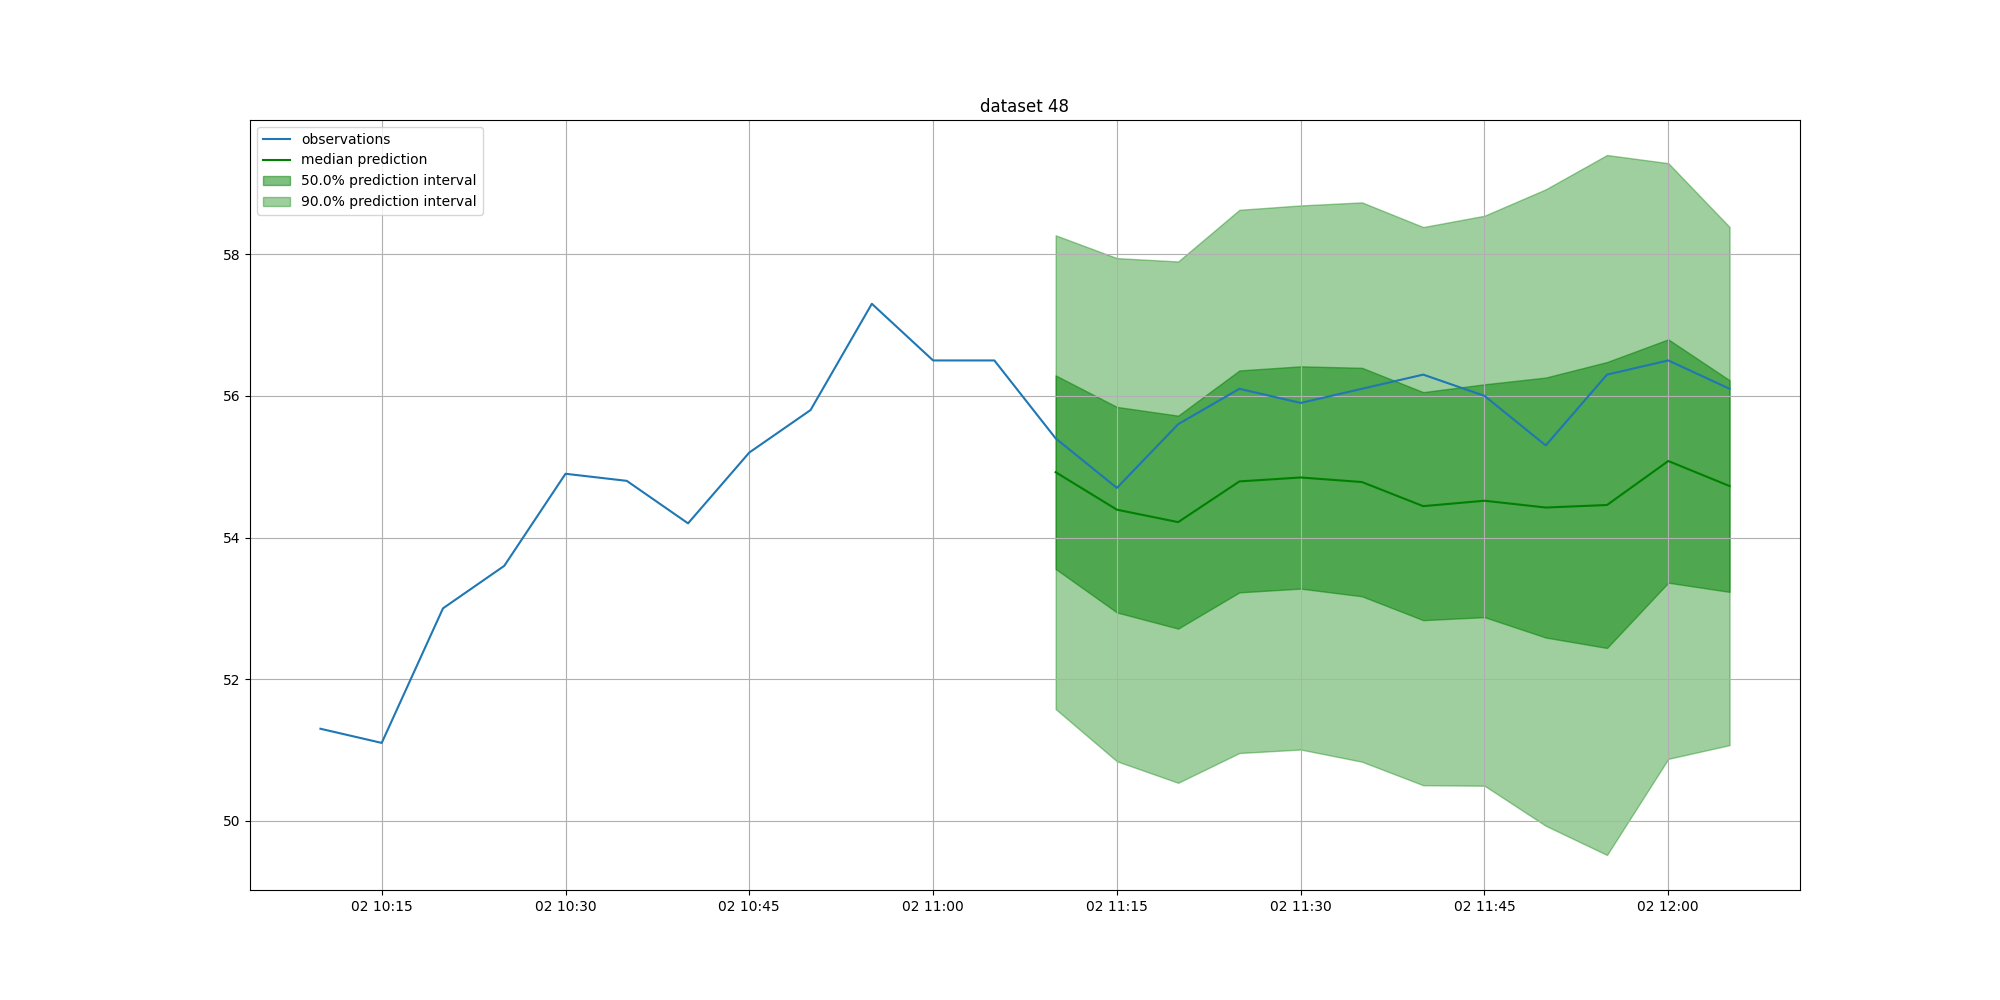 dataset 48
observations
median prediction
50.0% prediction interval
90.0% prediction interval
58
56
54
52
50
02 10:15
02 10:30
02 10:45
02 11:00
02 11:15
02 11:30
02 11:45
02 12:00